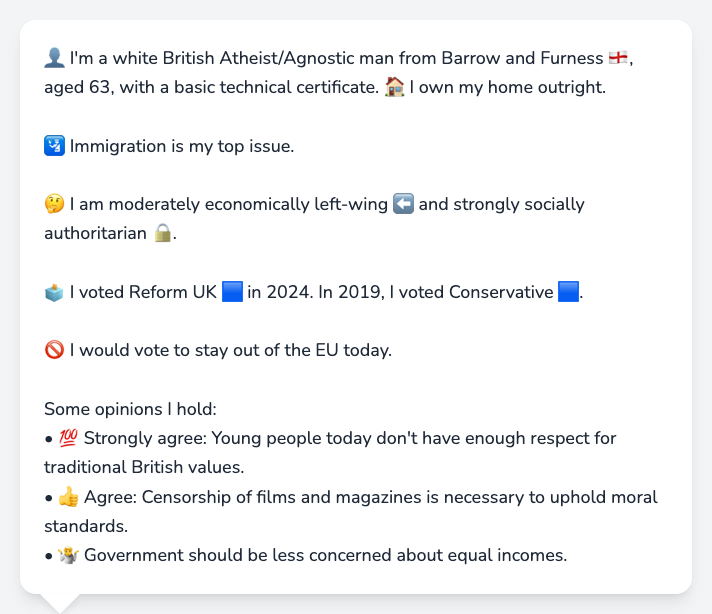 👤 I'm a white British Atheist/Agnostic man from Barrow and Furness 🏴󠁧󠁢󠁥󠁮󠁧󠁿,
aged 63, with a basic technical certificate. 🏠 I own my home outright.
🛂 Immigration is my top issue.
🤔 I am moderately economically left-wing ⬅️ and strongly socially
authoritarian 🔒.
🗳️ I voted Reform UK 🟦 in 2024. In 2019, I voted Conservative 🟦.
🚫 I would vote to stay out of the EU today.
Some opinions I hold:
• 💯 Strongly agree: Young people today don't have enough respect for
traditional British values.
• 👍 Agree: Censorship of films and magazines is necessary to uphold moral
standards.
• 🤷 Government should be less concerned about equal incomes.